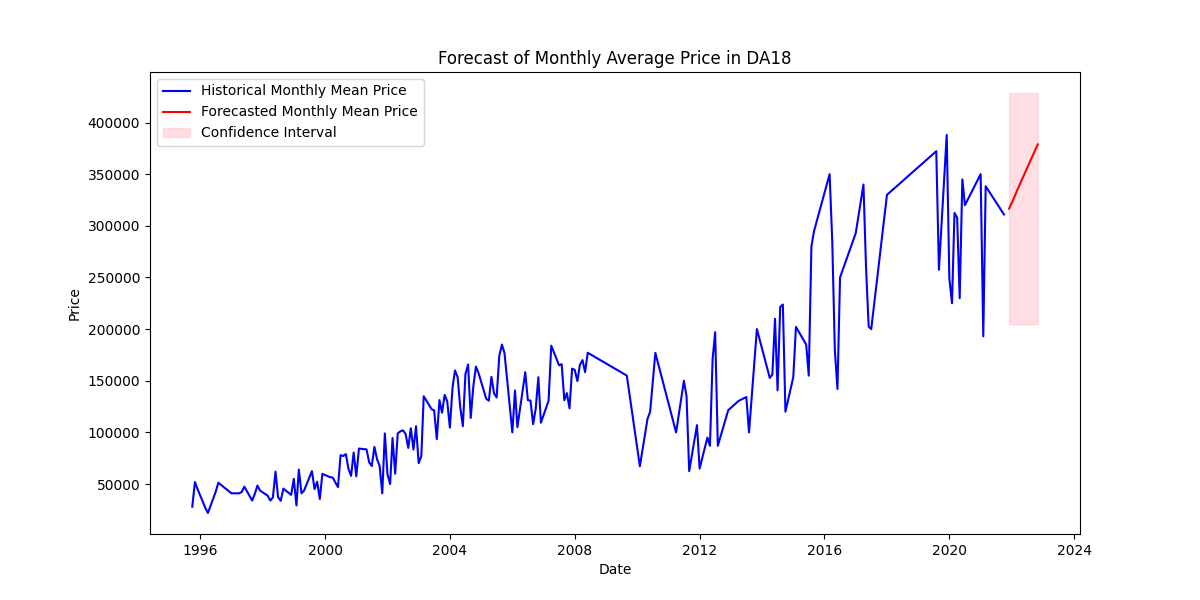 Forecast of Monthly Average Price in DA18
Historical Monthly Mean Price
Forecasted Monthly Mean Price
Confidence Interval
400000
350000
300000
250000
200000
150000
100000
50000
Price
1996 2000 2004 2008 2012 2016 2020 2024
Date